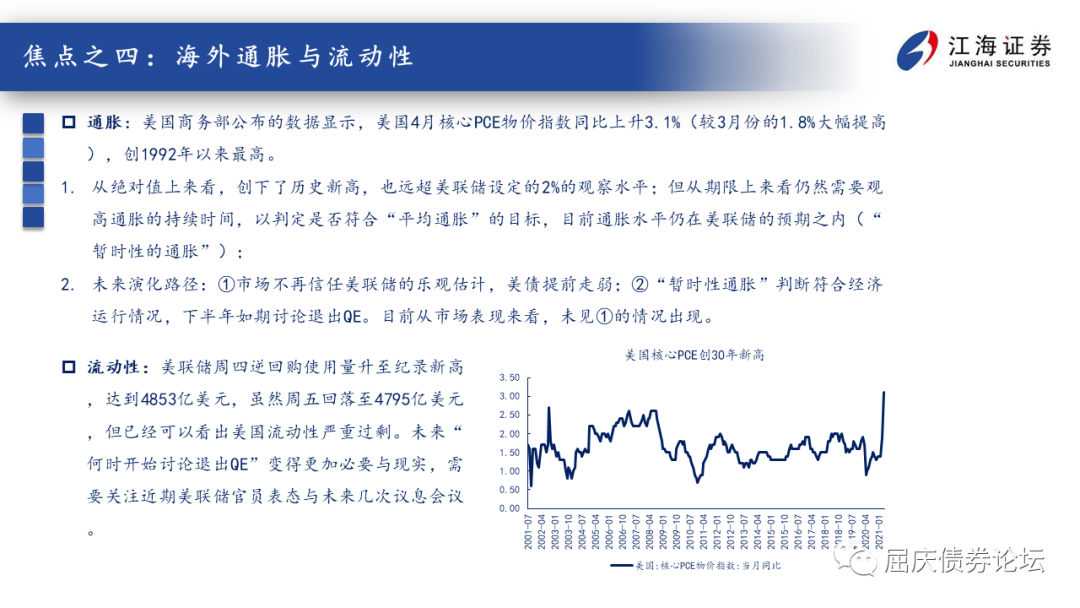 焦点之四：海外通胀与流动性
江海证券
JIANGHAI SECURITIES
通胀：美国商务部公布的数据显示，美国4月核心PCE物价指数同比上升3.1%（较3月份的1.8%大幅提高
），创1992年以来最高。
1. 从绝对值上来看，创下了历史新高，也远超美联储设定的2%的观察水平；但从期限上来看仍然需要观
高通胀的持续时间，以判定是否符合“平均通胀”的目标，目前通胀水平仍在美联储的预期之内（“
暂时性的通胀”）；
2. 未来演化路径：①市场不再信任美联储的乐观估计，美债提前走弱；②“暂时性通胀”判断符合经济
运行情况，下半年如期讨论退出QE。目前从市场表现来看，未见①的情况出现。
流动性：美联储周四逆回购使用量升至纪录新高
，达到4853亿美元，虽然周五回落至4795亿美元
，但已经可以看出美国流动性严重过剩。未来“
何时开始讨论退出QE”变得更加必要与现实，需
要关注近期美联储官员表态与未来几次议息会议
。
美国核心PCE创30年新高
3.50
3.00
2.50
2.00
1.50
1.00
0.50
0.00
2001-07
2002-04
2003-01
2003-10
2004-07
2005-04
2006-01
2006-10
2007-07
2008-04
2009-01
2009-10
2010-07
2011-04
2012-01
2012-10
2013-07
2014-04
2015-01
2015-10
2016-07
2017-04
2018-01
2018-10
2019-07
2020-04
2021-01
美国:核心PCE物价指数:当月同比
屈庆债券论坛